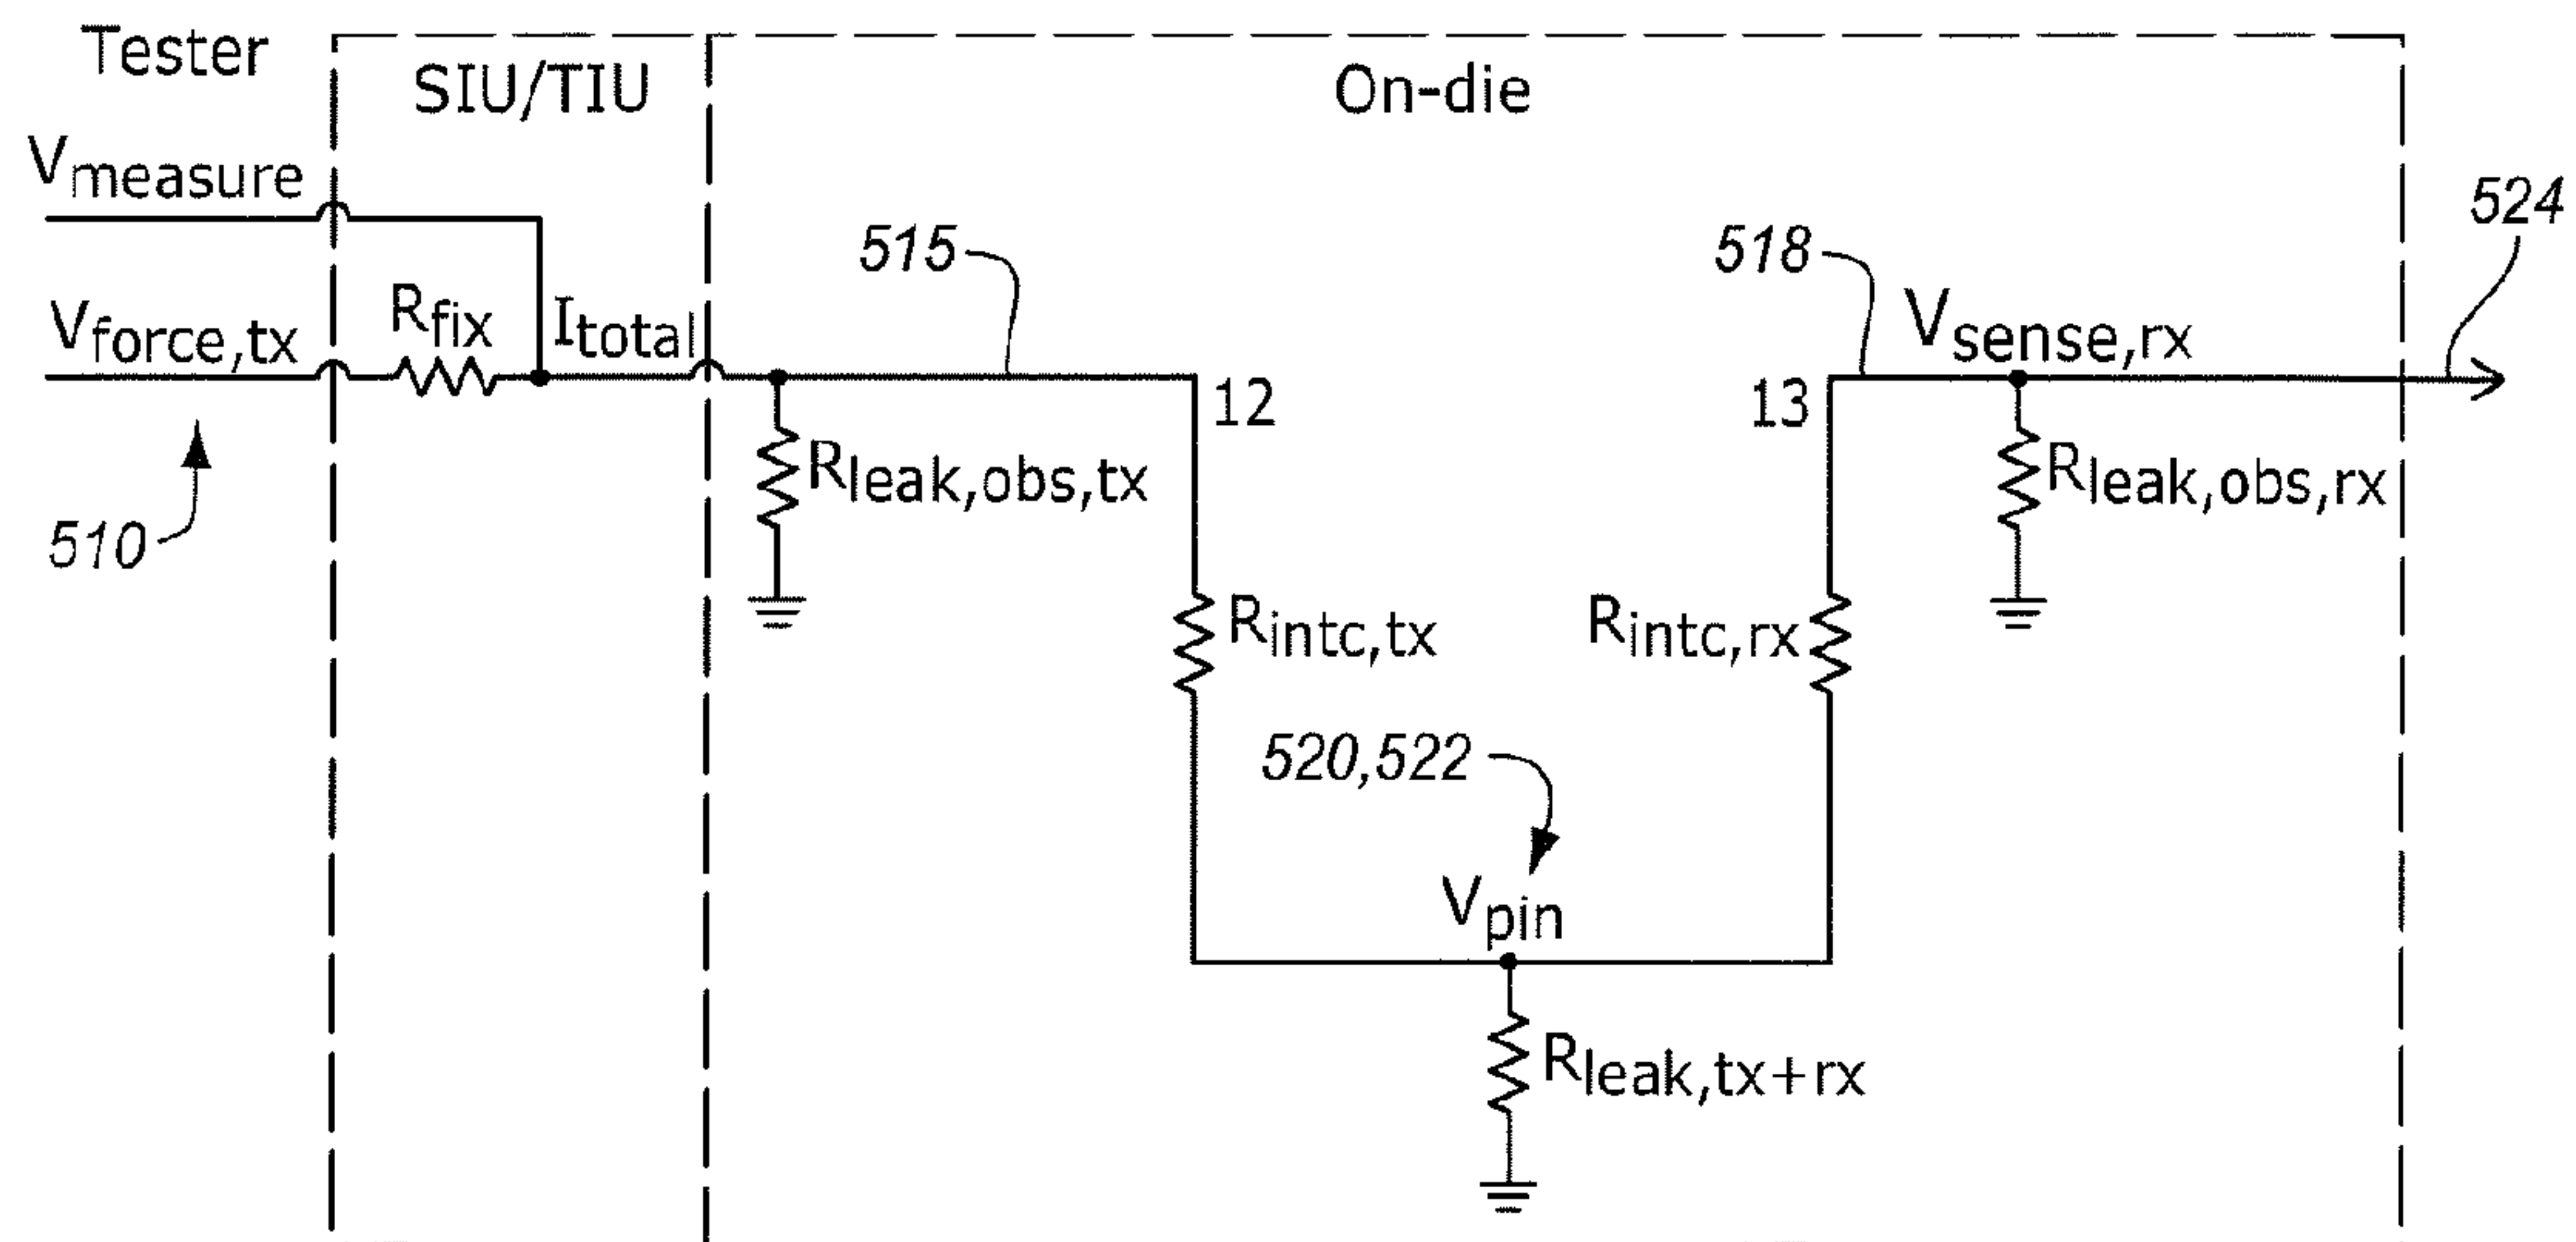 Tester
SIU/TIU
On-die
Vmeasure
524
515
518
Vforce,tx
Rfix
Itotal
Vsense,rx
12
13
Rleak,obs,tx
Rleak,obs,rx
510
Rintc,tx
Rintc,rx
520,522
Vpin
Rleak,tx+rx